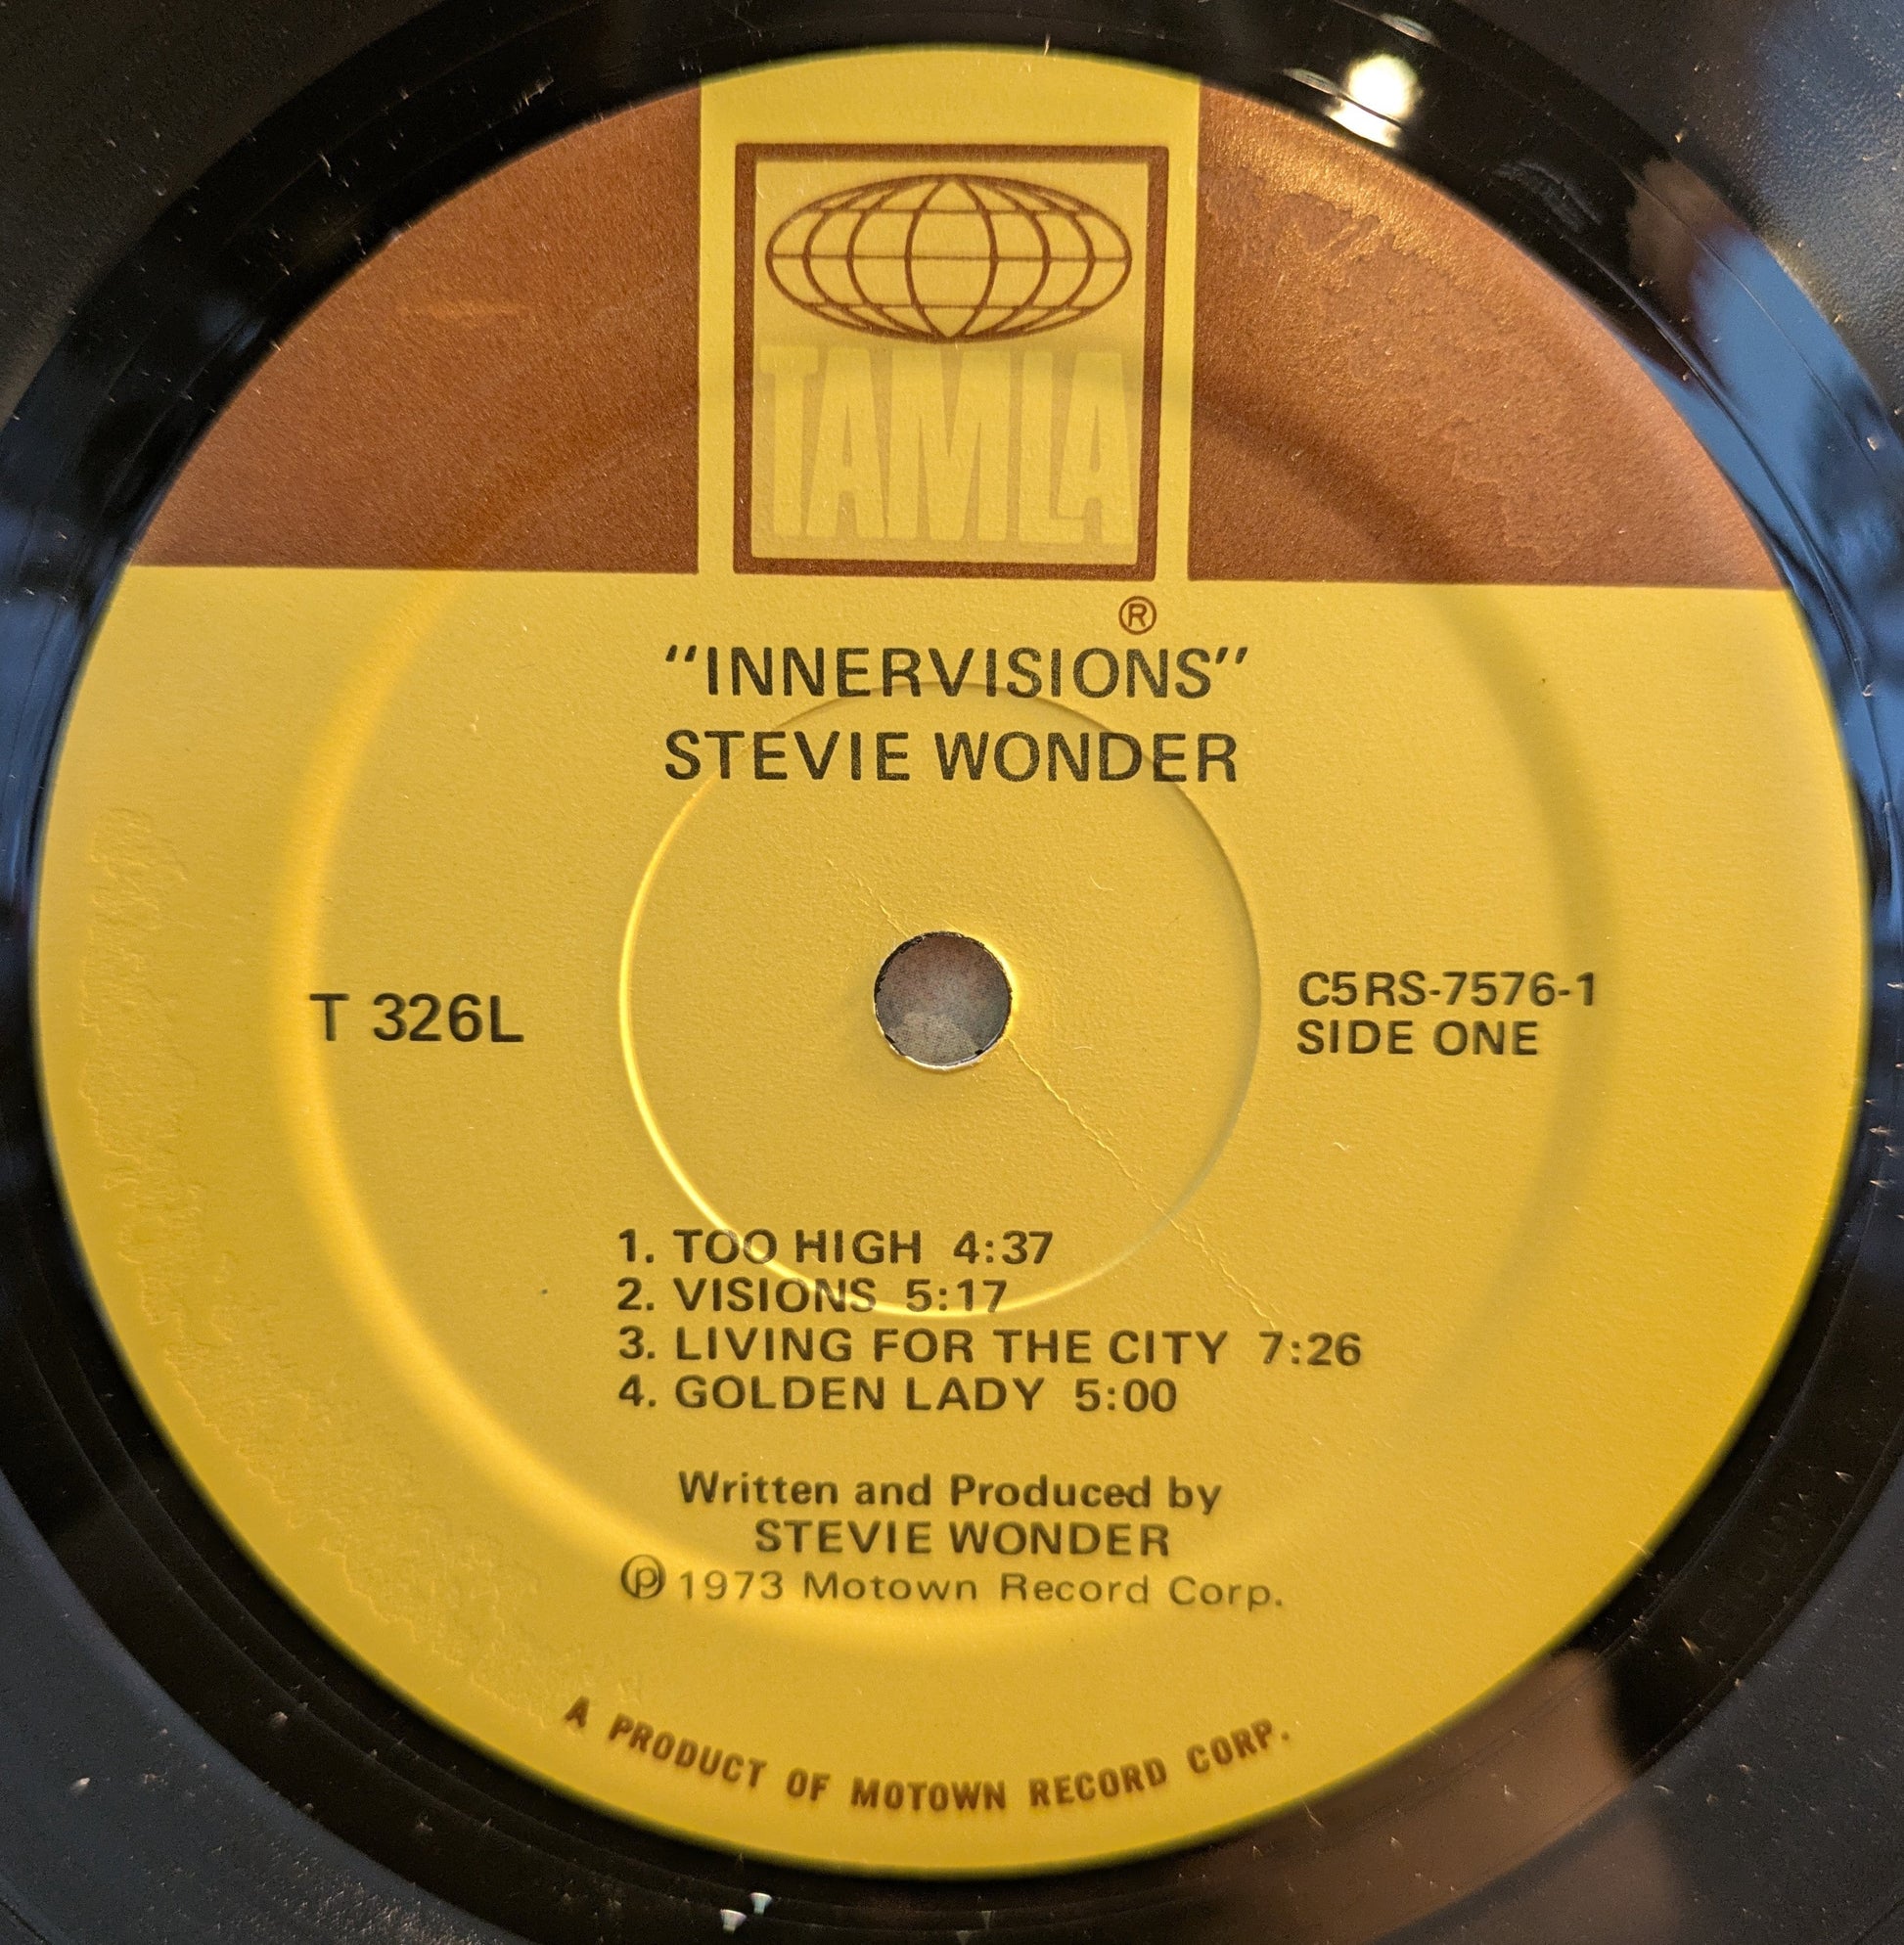 TAMLA
®
“INNERVISIONS”
STEVIE WONDER
T 326L
C5RS-7576-1
SIDE ONE
1. TOO HIGH 4:37
2. VISIONS 5:17
3. LIVING FOR THE CITY 7:26
4. GOLDEN LADY 5:00
Written and Produced by
STEVIE WONDER
℗ 1973 Motown Record Corp.
A PRODUCT OF MOTOWN RECORD CORP.